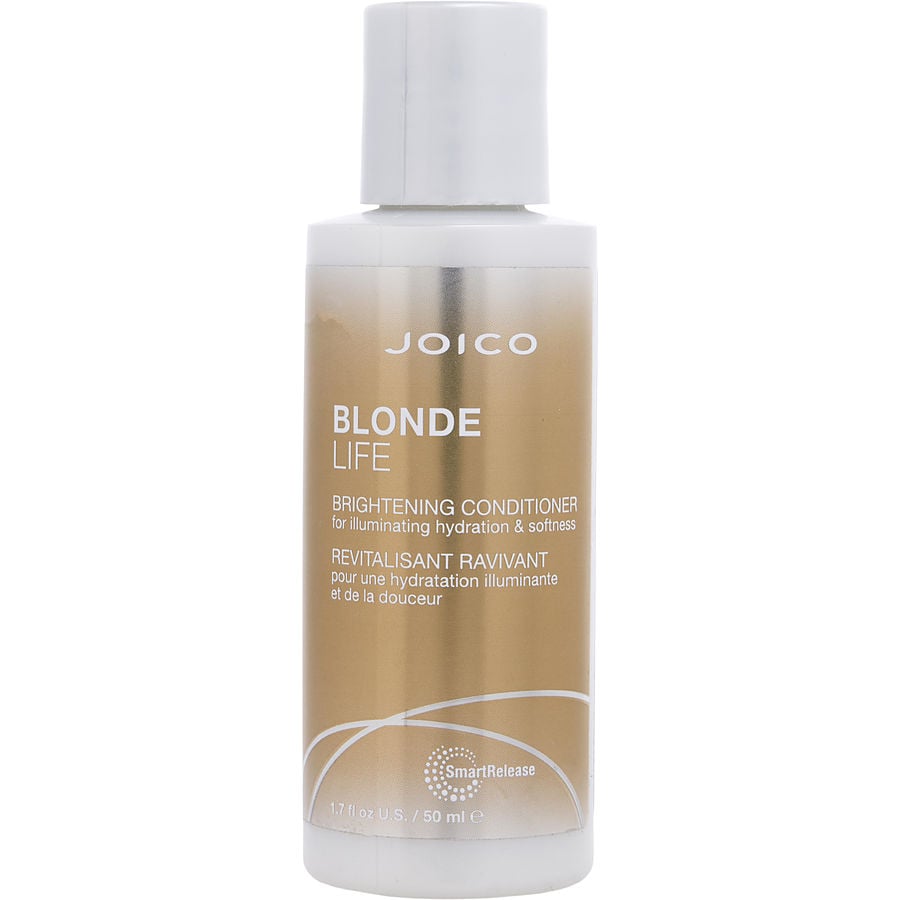 JOICO
BLONDE
LIFE
BRIGHTENING CONDITIONER
for illuminating hydration & softness
REVITALISANT RAVIVANT
pour une hydratation illuminante
et de la douceur
SmartRelease
1.7 fl oz U.S. / 50 ml ℮